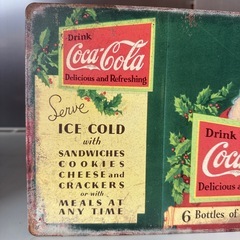 Drink
Coca-Cola
Delicious and Refreshing
Serve
ICE COLD
with
SANDWICHES
COOKIES
CHEESE and
CRACKERS
or with
MEALS AT
ANY TIME
Drink
Coca
Delicious a
6 Bottles of